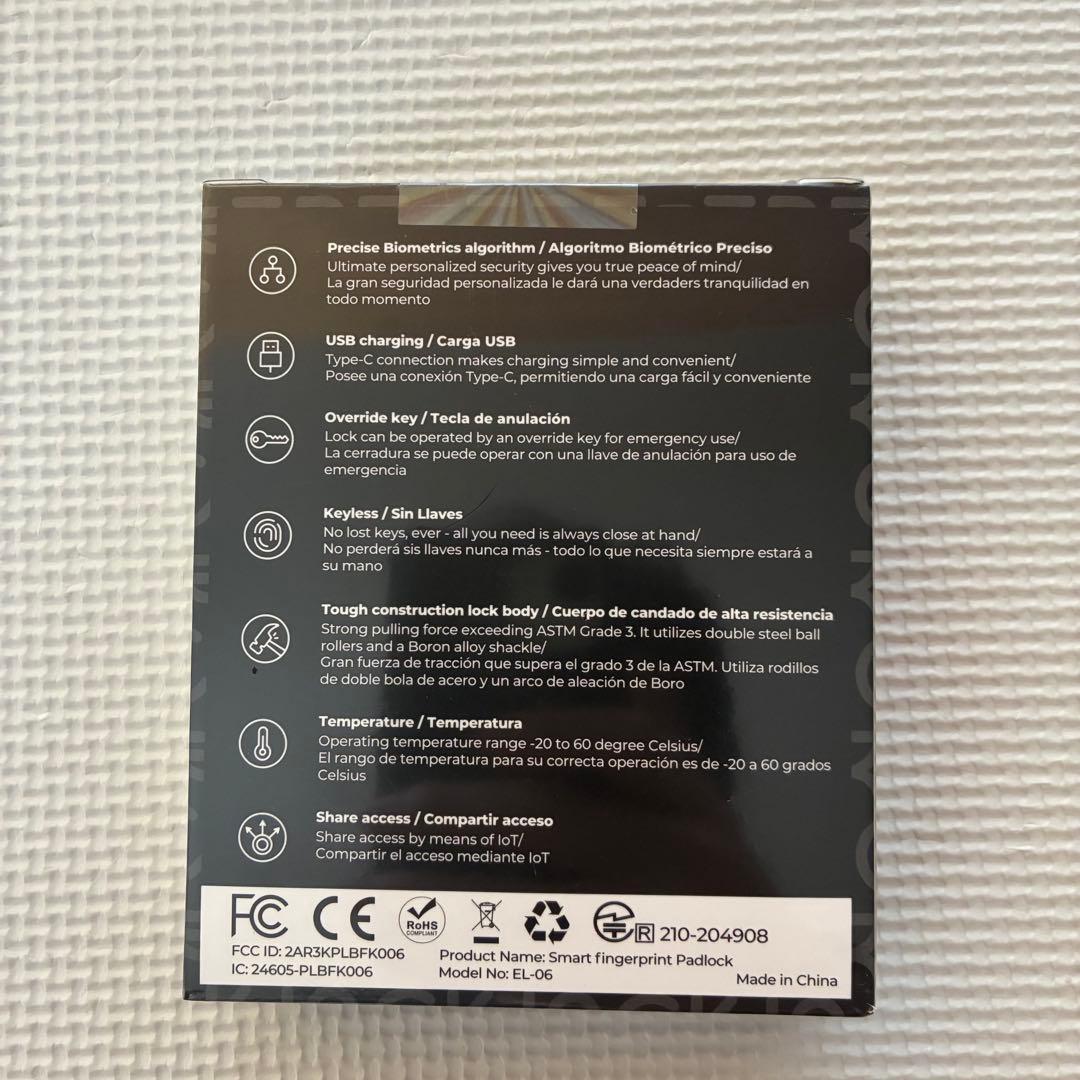 Precise Biometrics algorithm / Algoritmo Biométrico Preciso
Ultimate personalized security gives you true peace of mind/
La gran seguridad personalizada le dará una verdaders tranquilidad en
todo momento
USB charging / Carga USB
Type-C connection makes charging simple and convenient/
Posee una conexión Type-C, permitiendo una carga fácil y conveniente
Override key / Tecla de anulación
Lock can be operated by an override key for emergency use/
La cerradura se puede operar con una llave de anulación para uso de
emergencia
Keyless / Sin Llaves
No lost keys, ever - all you need is always close at hand/
No perderá sis llaves nunca más - todo lo que necesita siempre estará a
su mano
Tough construction lock body / Cuerpo de candado de alta resistencia
Strong pulling force exceeding ASTM Grade 3. It utilizes double steel ball
rollers and a Boron alloy shackle/
Gran fuerza de tracción que supera el grado 3 de la ASTM. Utiliza rodillos
de doble bola de acero y un arco de aleación de Boro
Temperature / Temperatura
Operating temperature range -20 to 60 degree Celsius/
El rango de temperatura para su correcta operación es de -20 a 60 grados
Celsius
Share access / Compartir acceso
Share access by means of IoT/
Compartir el acceso mediante IoT
FC CE RoHS COMPLIANT R 210-204908
FCC ID: 2AR3KPLBFK006
IC: 24605-PLBFK006
Product Name: Smart fingerprint Padlock
Model No: EL-06
Made in China